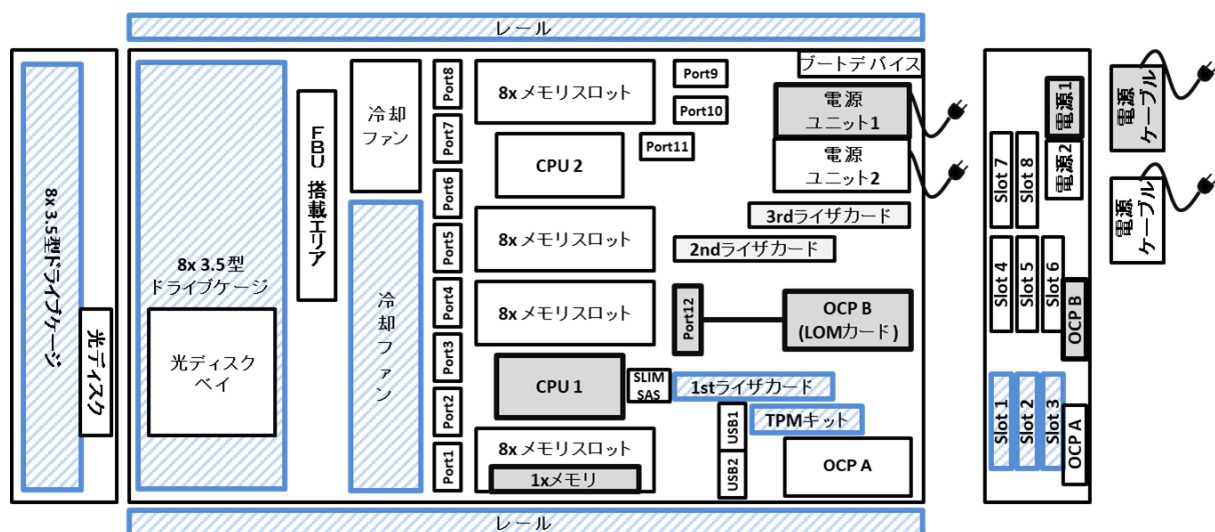 レール
8x 3.5型ドライブケージ
光ディスク
8x 3.5型
ドライブケージ
光ディスク
ベイ
FBU 搭載エリア
冷却
ファン
冷却ファン
Port8
Port7
Port6
Port5
Port4
Port3
Port2
Port1
8x メモリスロット
CPU 2
8x メモリスロット
8x メモリスロット
CPU 1
SLIM
SAS
8x メモリスロット
1xメモリ
Port9
Port10
Port11
ブートデバイス
電源
ユニット1
電源
ユニット2
3rdライザカード
2ndライザカード
Port12
OCP B
(LOMカード)
1stライザカード
TPMキット
USB1
USB2
OCP A
レール
電源1
電源2
Slot 7
Slot 8
Slot 4
Slot 5
Slot 6
OCP B
Slot 1
Slot 2
Slot 3
OCP A
電源
ケーブル
電源
ケーブル